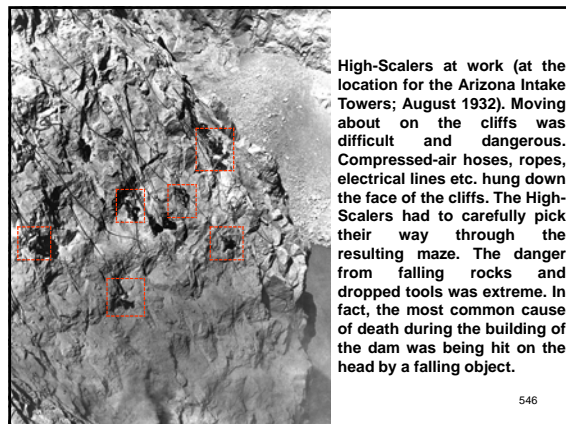 High-Scalers at work (at the
location for the Arizona Intake
Towers; August 1932). Moving
about on the cliffs was
difficult and dangerous.
Compressed-air hoses, ropes,
electrical lines etc. hung down
the face of the cliffs. The High-
Scalers had to carefully pick
their way through the
resulting maze. The danger
from falling rocks and
dropped tools was extreme. In
fact, the most common cause
of death during the building of
the dam was being hit on the
head by a falling object.
546